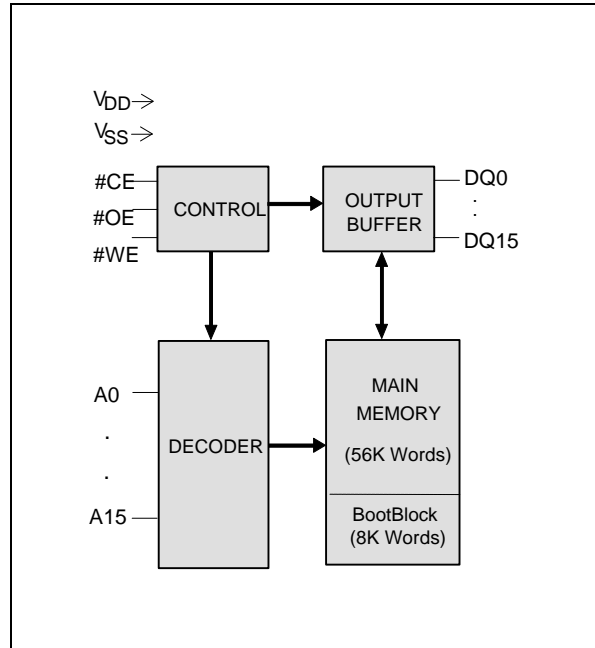 VDD
VSS
#CE
#OE
#WE
CONTROL
OUTPUT
BUFFER
DQ0
:
DQ15
A0
.
.
A15
DECODER
MAIN
MEMORY
(56K Words)
BootBlock
(8K Words)